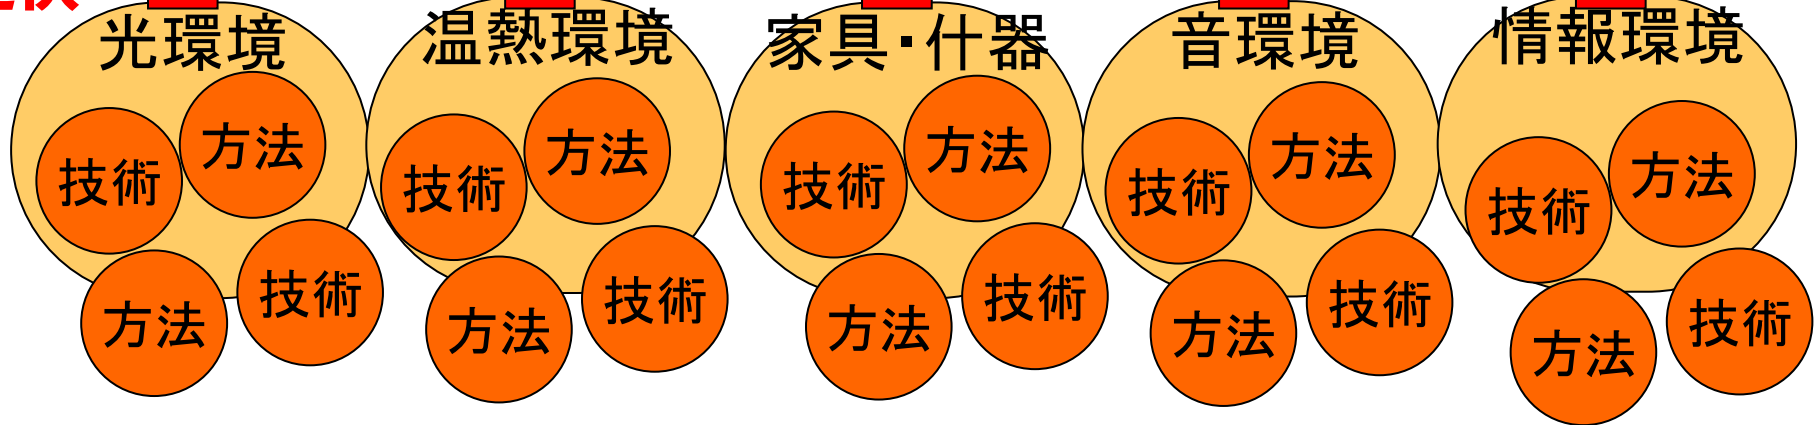 光環境
温熱環境
家具・什器
音環境
情報環境
技術
方法
方法
技術
技術
方法
方法
技術
技術
方法
方法
技術
技術
方法
方法
技術
技術
方法
方法
技術